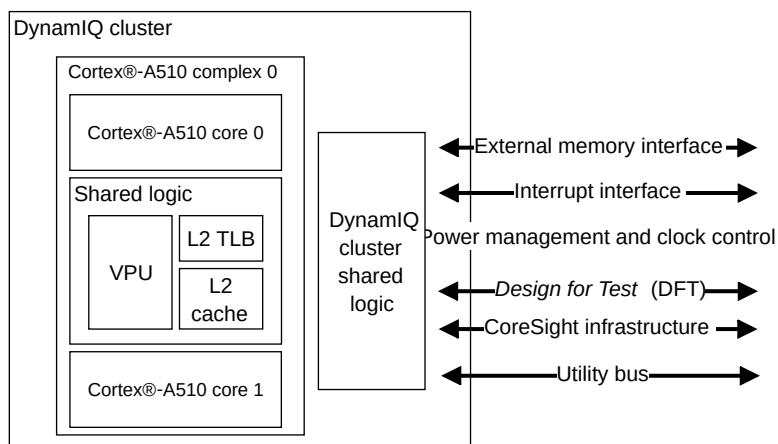 DynamIQ cluster
Cortex®-A510 complex 0
Cortex®-A510 core 0
Shared logic
VPU
L2 TLB
L2
cache
Cortex®-A510 core 1
DynamIQ
cluster
shared
logic
External memory interface
Interrupt interface
Power management and clock control
Design for Test (DFT)
CoreSight infrastructure
Utility bus